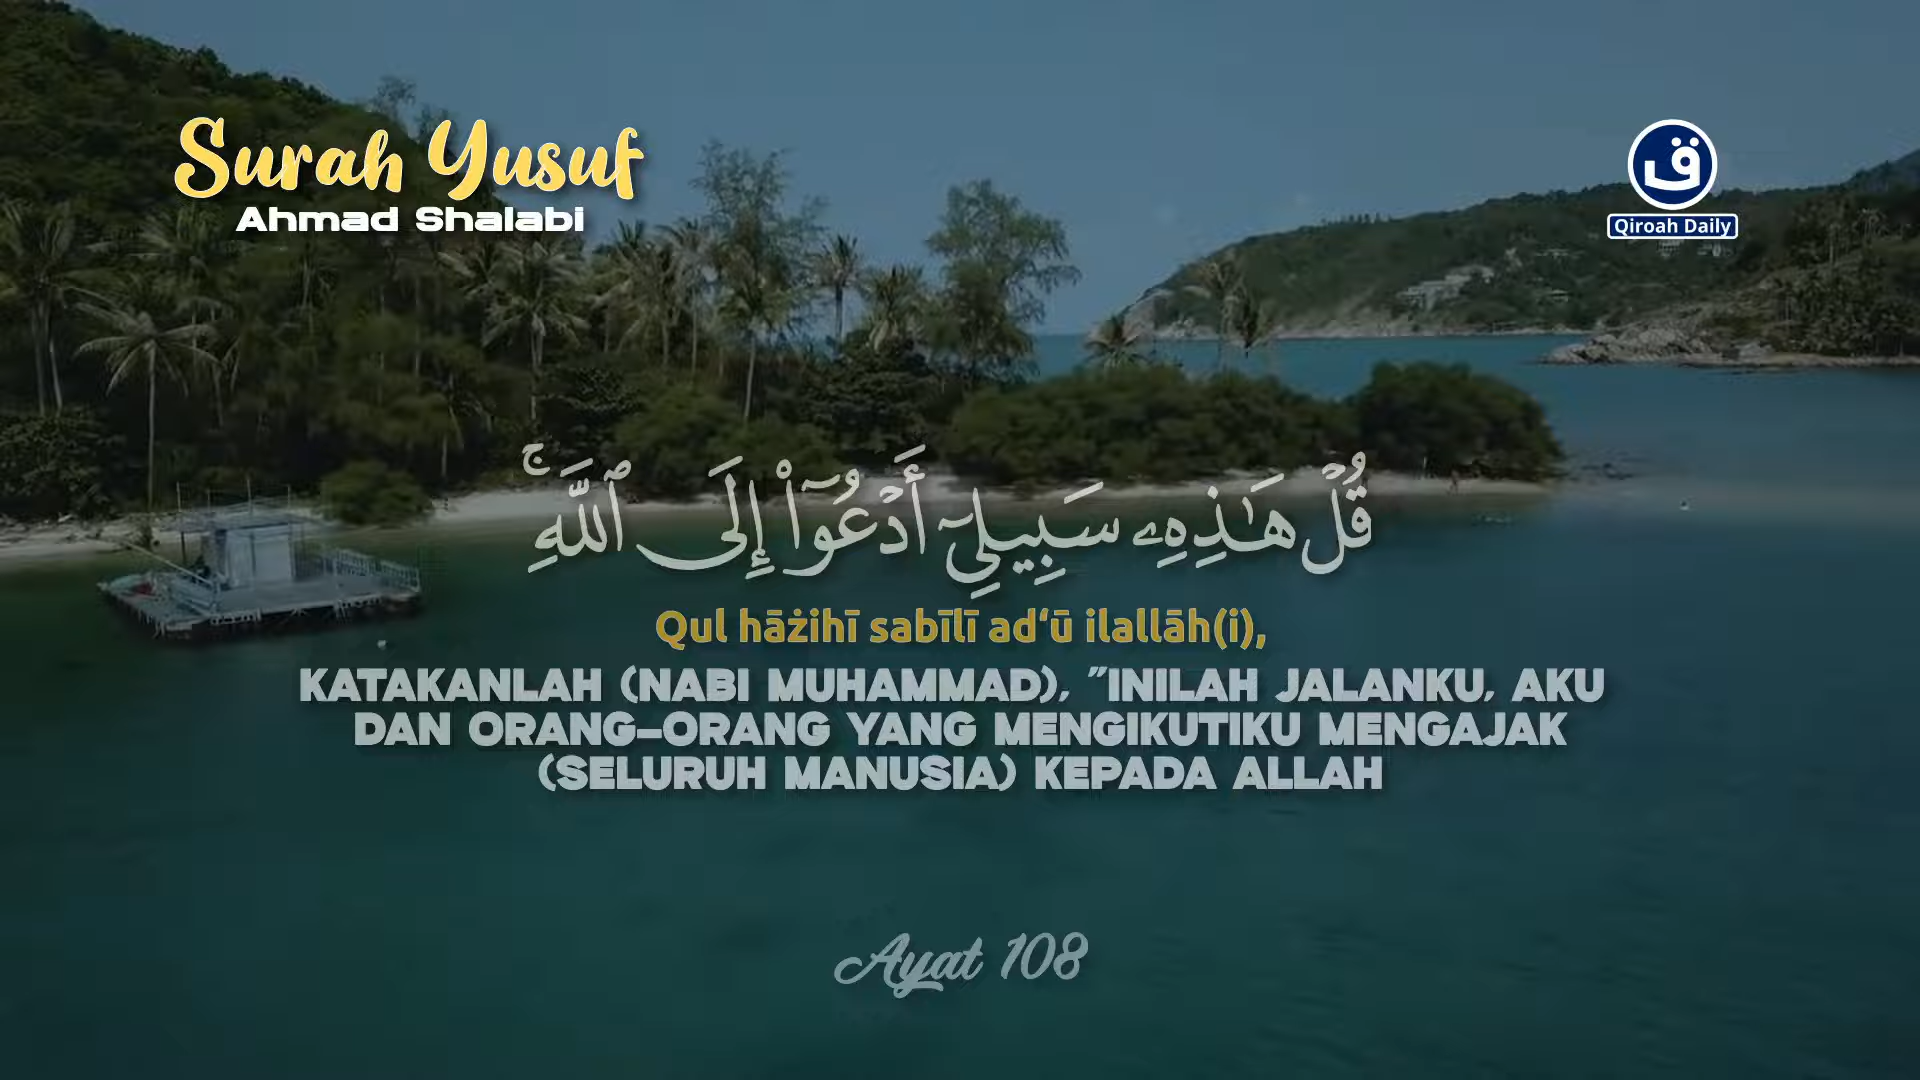 Surah Yusuf
Ahmad Shalabi
ق
Qiroah Daily
قُلْ هَـٰذِهِۦ سَبِيلِىٓ أَدْعُوٓا۟ إِلَى ٱللَّهِ ۚ
Qul hāżihī sabīlī ad‘ū ilallāh(i),
KATAKANLAH (NABI MUHAMMAD), "INILAH JALANKU, AKU
DAN ORANG-ORANG YANG MENGIKUTIKU MENGAJAK
(SELURUH MANUSIA) KEPADA ALLAH
Ayat 108